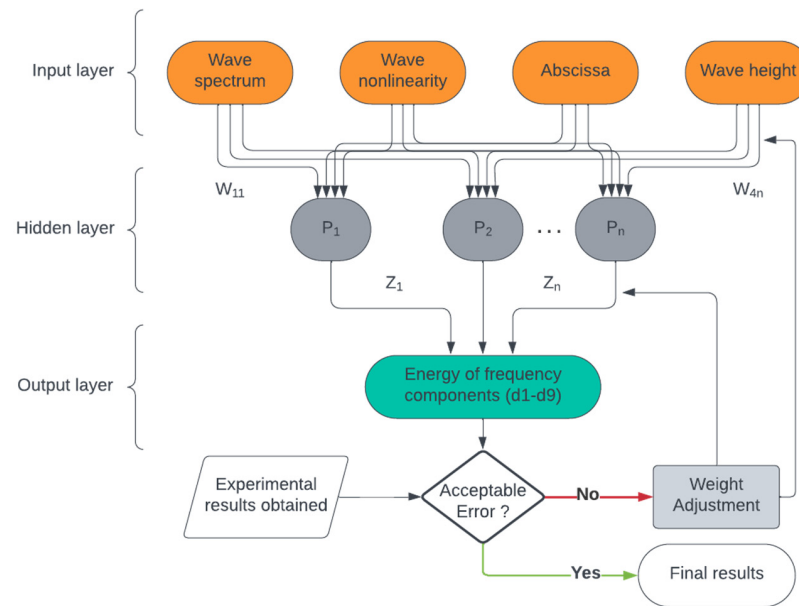 Input layer
Wave
spectrum
Wave
nonlinearity
Abscissa
Wave height
W11
W4n
Hidden layer
P1
P2
...
Pn
Z1
Zn
Output layer
Energy of frequency
components (d1-d9)
Experimental
results obtained
Acceptable
Error ?
No
Weight
Adjustment
Yes
Final results